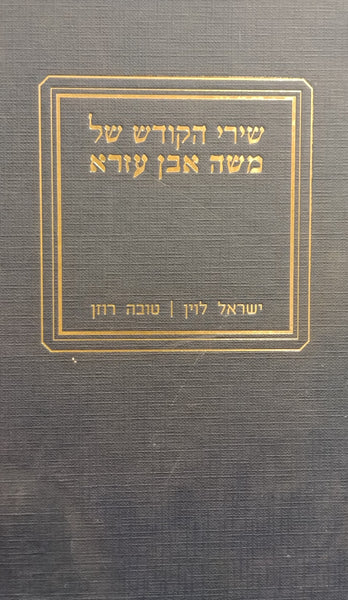 שירי הקודש של
משה אבן עזרא
ישראל לוין | טובה רוזן